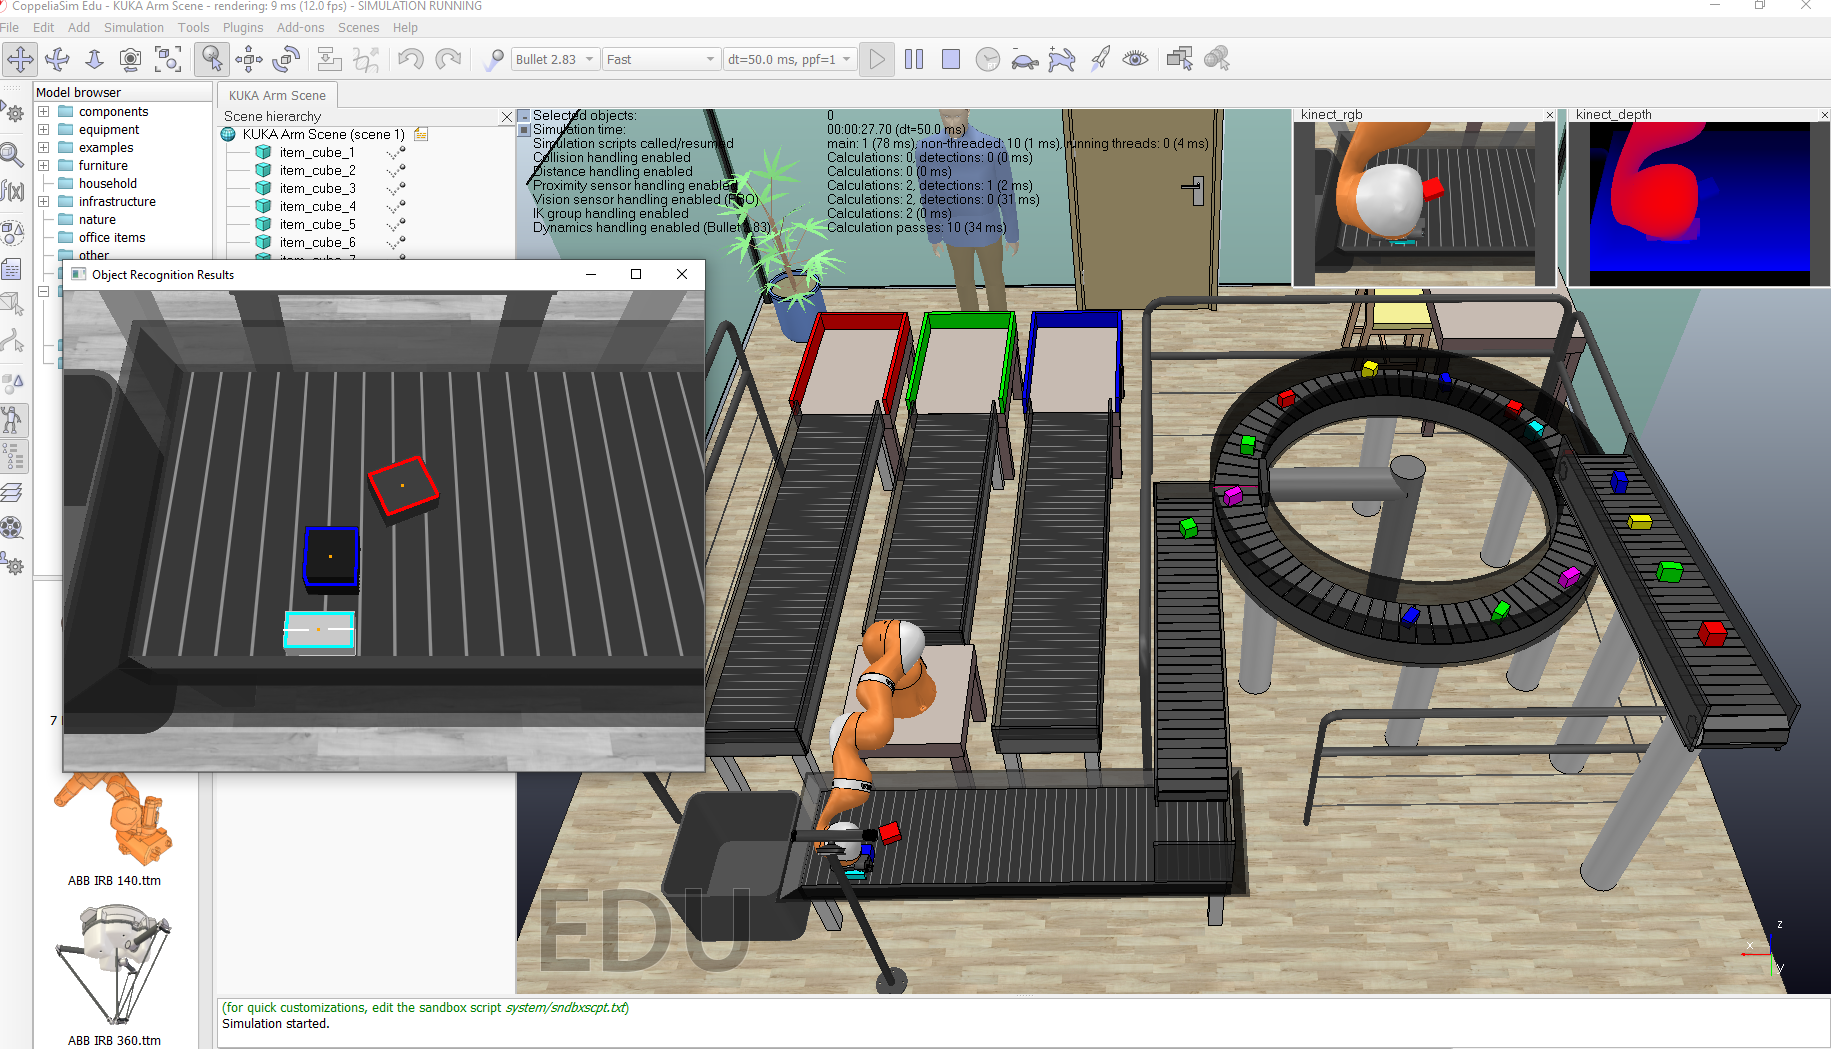 CoppeliaSim Edu - KUKA Arm Scene - rendering: 9 ms (12.0 fps) - SIMULATION RUNNING
File Edit Add Simulation Tools Plugins Add-ons Scenes Help
Bullet 2.83 Fast dt=50.0 ms, ppf=1
Model browser
components
equipment
examples
furniture
household
infrastructure
nature
office items
other
KUKA Arm Scene
Scene hierarchy
KUKA Arm Scene (scene 1)
item_cube_1
item_cube_2
item_cube_3
item_cube_4
item_cube_5
item_cube_6
item_cube_7
Selected objects: 0
Simulation time: 00:00:27.70 (dt=50.0 ms)
Simulation scripts called/resumed main: 1 (78 ms), non-threaded: 10 (1 ms), running threads: 0 (4 ms)
Collision handling enabled Calculations: 0, detections: 0 (0 ms)
Distance handling enabled Calculations: 0 (0 ms)
Proximity sensor handling enabled Calculations: 2, detections: 1 (2 ms)
Vision sensor handling enabled (FBO) Calculations: 2, detections: 0 (31 ms)
IK group handling enabled Calculations: 2 (0 ms)
Dynamics handling enabled (Bullet 2.83) Calculation passes: 10 (34 ms)
kinect_rgb
kinect_depth
Object Recognition Results
7
ABB IRB 140.ttm
ABB IRB 360.ttm
EDU
z
x
y
(for quick customizations, edit the sandbox script system/sndbxscpt.txt)
Simulation started.